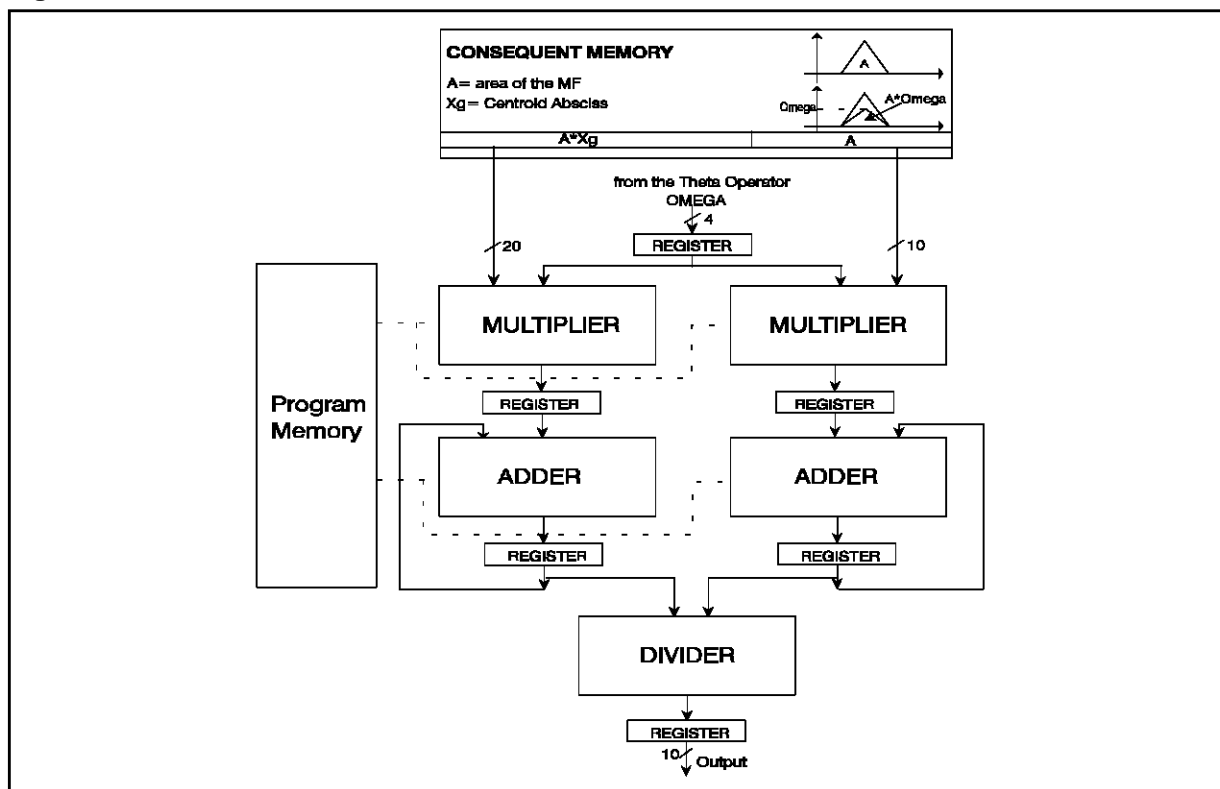 CONSEQUENT MEMORY
A= area of the MF
Xg= Centroid Absciss
A
Omega
A*Omega
A*Xg
A
from the Theta Operator
OMEGA
4
20
REGISTER
10
MULTIPLIER
MULTIPLIER
Program
Memory
REGISTER
REGISTER
ADDER
ADDER
REGISTER
REGISTER
DIVIDER
REGISTER
10
Output